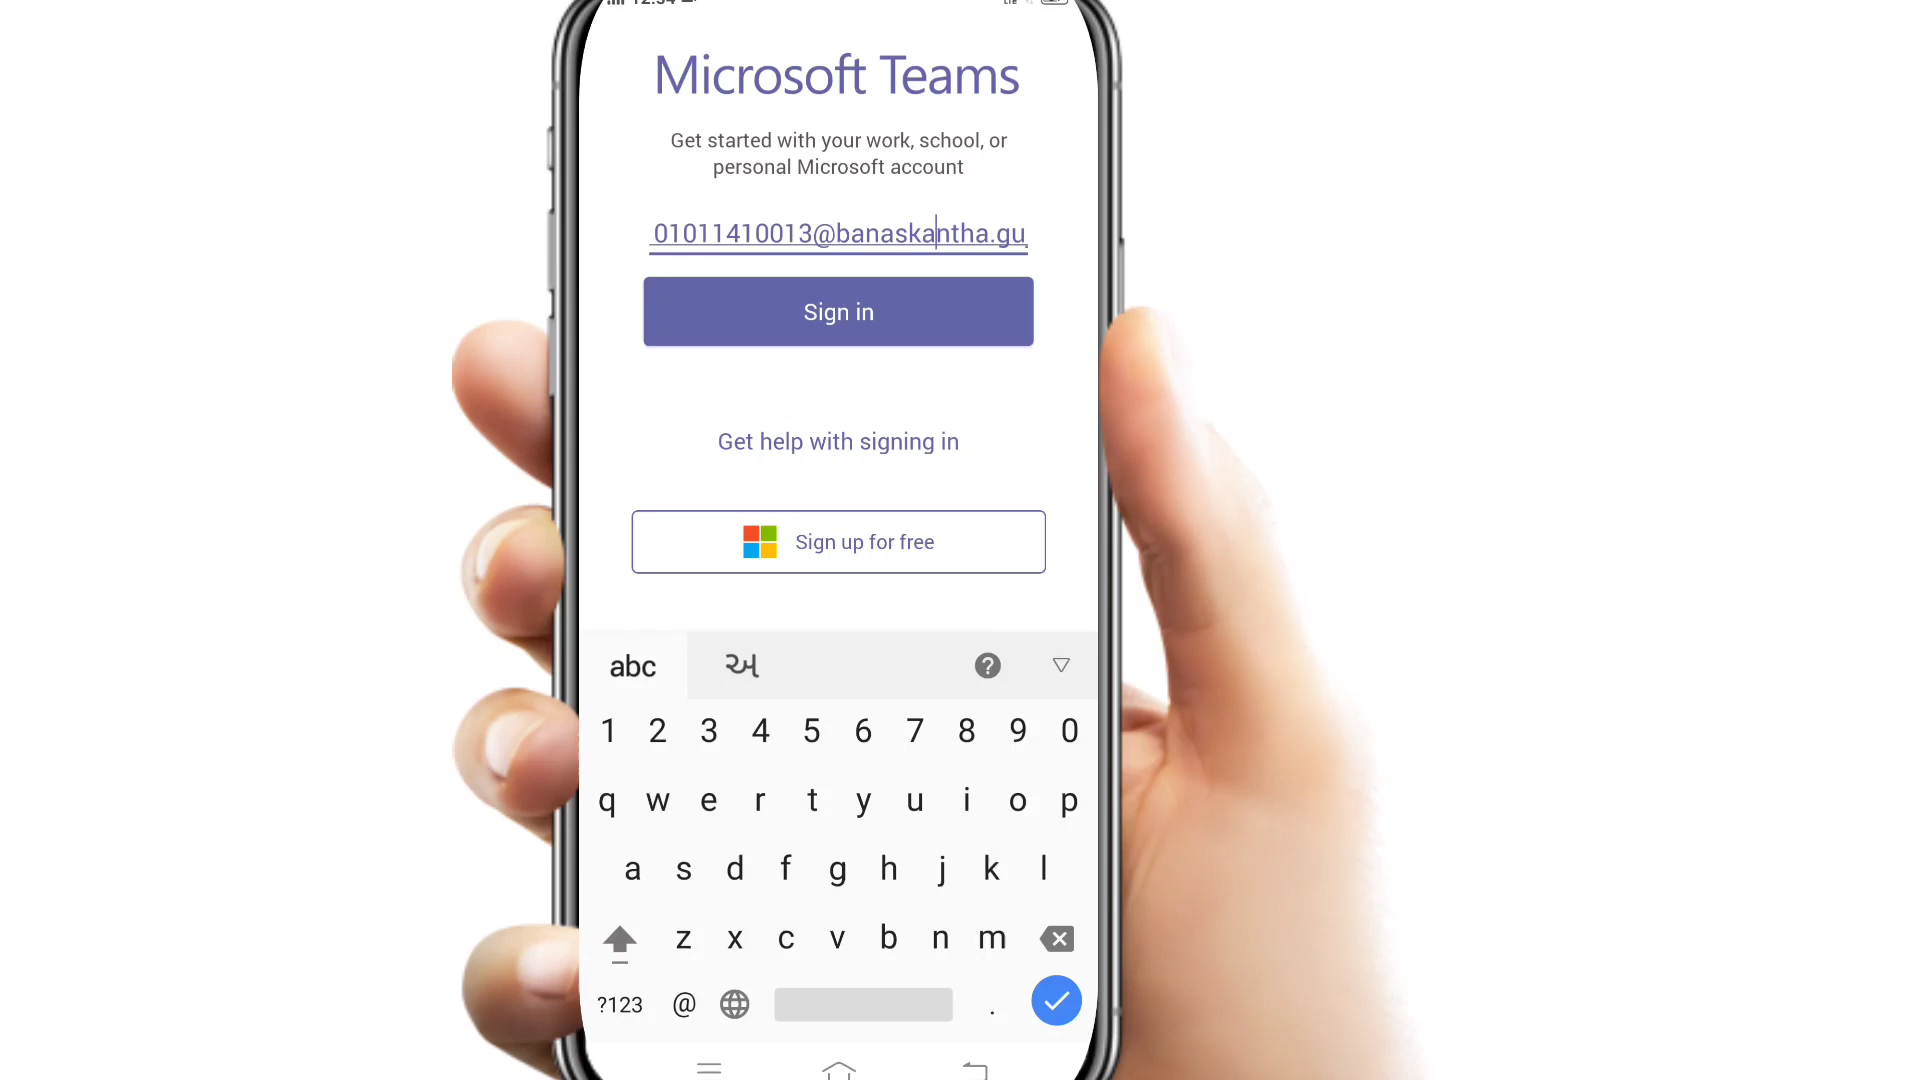 Microsoft Teams
Get started with your work, school, or
personal Microsoft account
01011410013@banaskantha.gu
Sign in
Get help with signing in
Sign up for free
abc અ ?
1 2 3 4 5 6 7 8 9 0
q w e r t y u i o p
a s d f g h j k l
z x c v b n m
?123 @ .